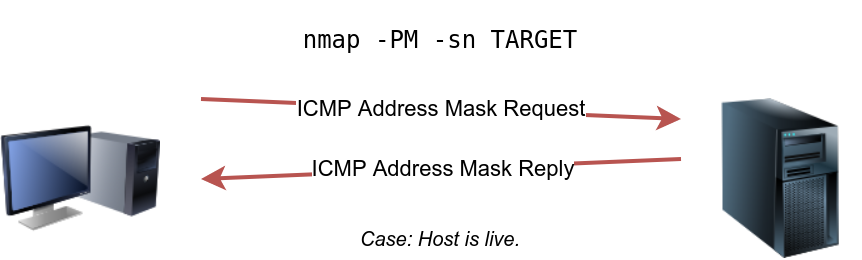 nmap -PM -sn TARGET
ICMP Address Mask Request
ICMP Address Mask Reply
Case: Host is live.